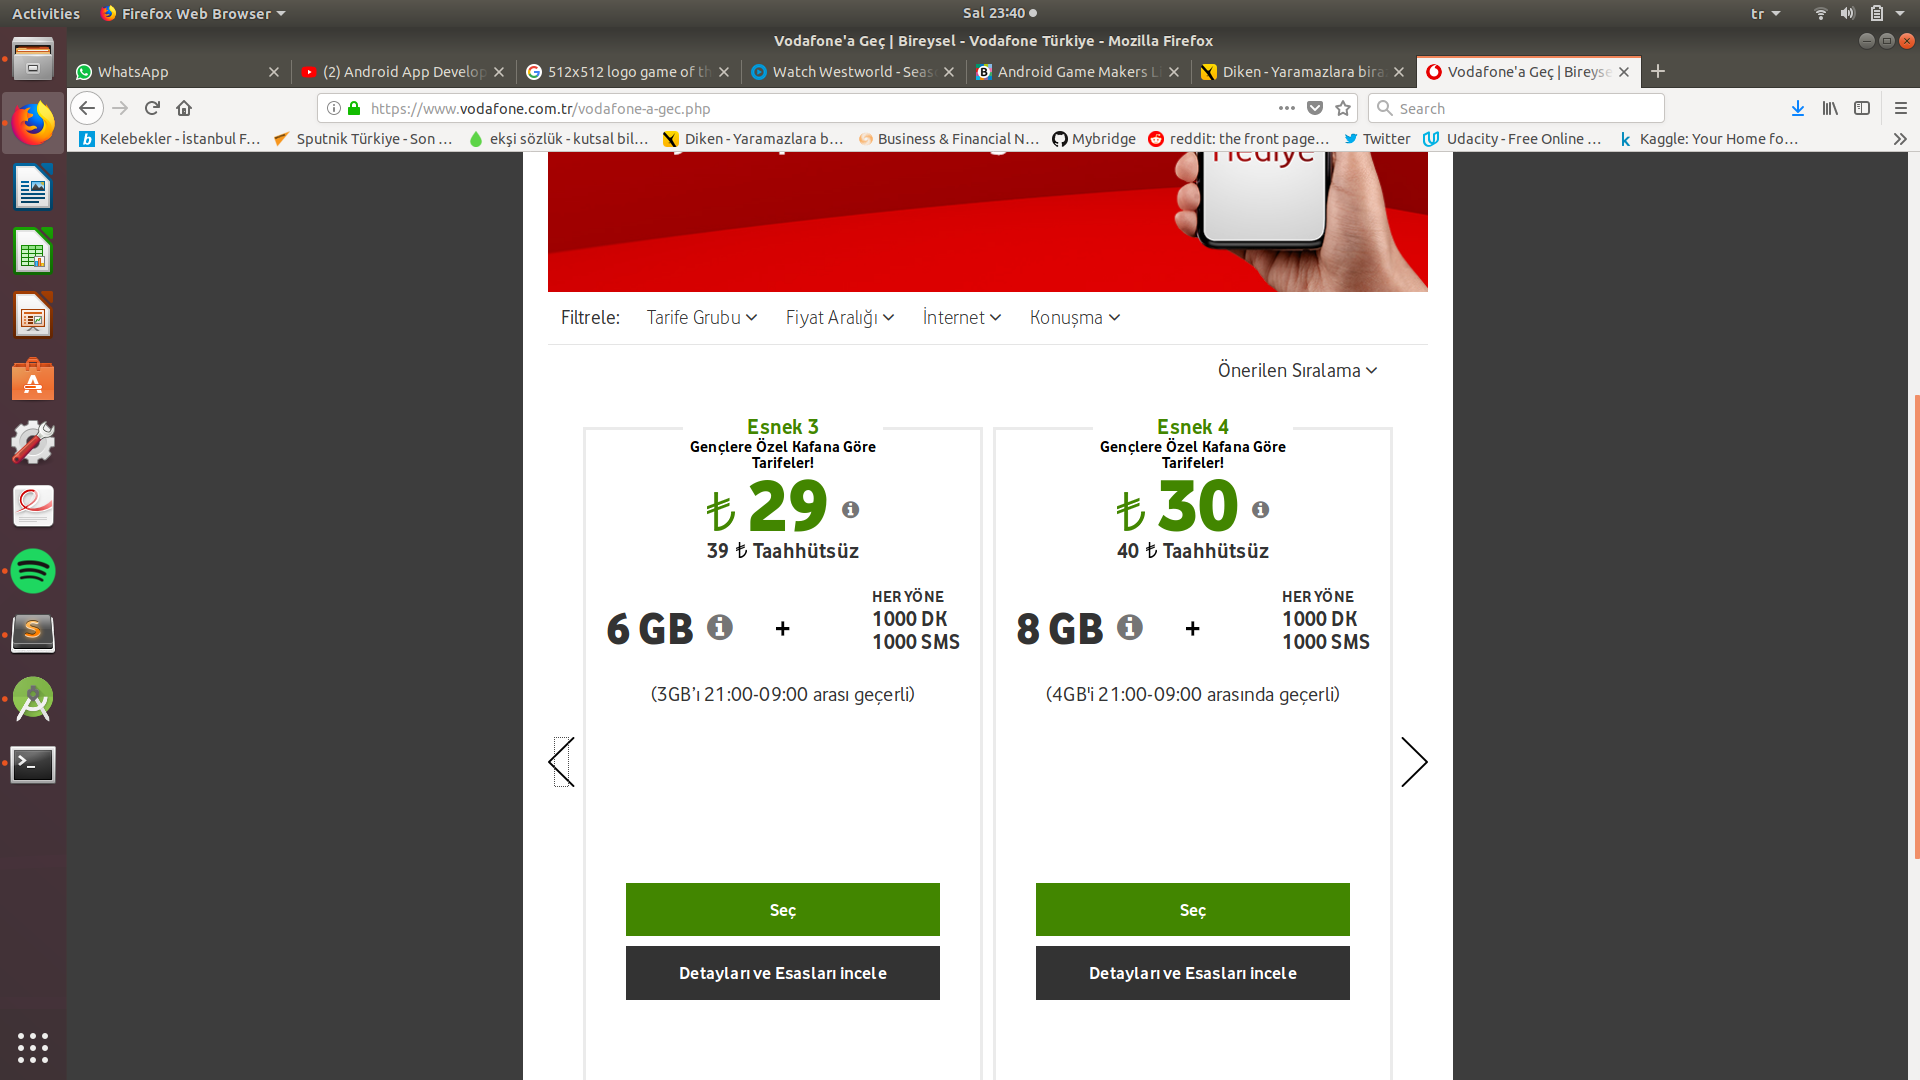 Activities
Firefox Web Browser
Sal 23:40
tr
Vodafone'a Geç | Bireysel - Vodafone Türkiye - Mozilla Firefox
WhatsApp
(2) Android App Develop
512x512 logo game of th
Watch Westworld - Seas
Android Game Makers L
Diken - Yaramazlara bira
Vodafone'a Geç | Bireyse
https://www.vodafone.com.tr/vodafone-a-gec.php
Search
Kelebekler - İstanbul F…
Sputnik Türkiye - Son …
ekşi sözlük - kutsal bil…
Diken - Yaramazlara b…
Business & Financial N…
Mybridge
reddit: the front page…
Twitter
Udacity - Free Online …
Kaggle: Your Home fo…
Hediye
Filtrele:
Tarife Grubu
Fiyat Aralığı
İnternet
Konuşma
Önerilen Sıralama
Esnek 3
Gençlere Özel Kafana Göre
Tarifeler!
₺ 29
39 ₺ Taahhütsüz
6 GB
+
HER YÖNE
1000 DK
1000 SMS
(3GB’ı 21:00-09:00 arası geçerli)
Seç
Detayları ve Esasları incele
Esnek 4
Gençlere Özel Kafana Göre
Tarifeler!
₺ 30
40 ₺ Taahhütsüz
8 GB
+
HER YÖNE
1000 DK
1000 SMS
(4GB'i 21:00-09:00 arasında geçerli)
Seç
Detayları ve Esasları incele